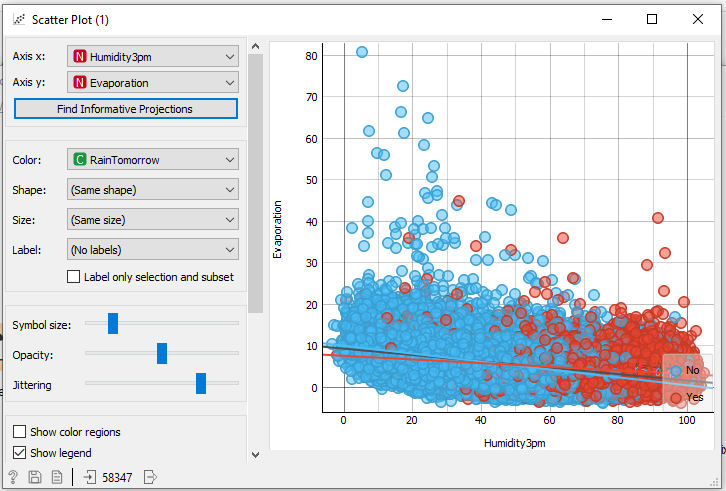 Scatter Plot (1)
Axis x: N Humidity3pm
Axis y: N Evaporation
Find Informative Projections
Color: C RainTomorrow
Shape: (Same shape)
Size: (Same size)
Label: (No labels)
Label only selection and subset
Symbol size:
Opacity:
Jittering
Show color regions
Show legend
? 58347
80
70
60
50
40
30
20
10
0
Evaporation
0 20 40 60 80 100
Humidity3pm
No
Yes